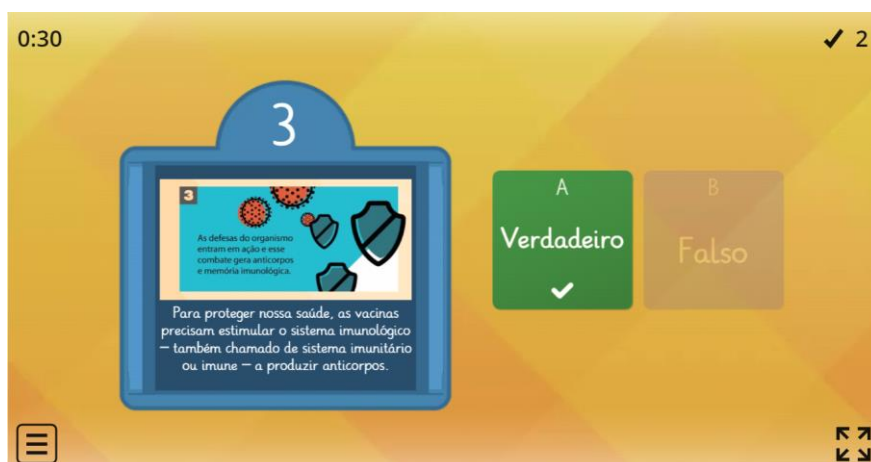 0:30
2
3
3
As defesas do organismo
entram em ação e esse
combate gera anticorpos
e memória imunológica.
Para proteger nossa saúde, as vacinas
precisam estimular o sistema imunológico
– também chamado de sistema imunitário
ou imune – a produzir anticorpos.
A
Verdadeiro
B
Falso